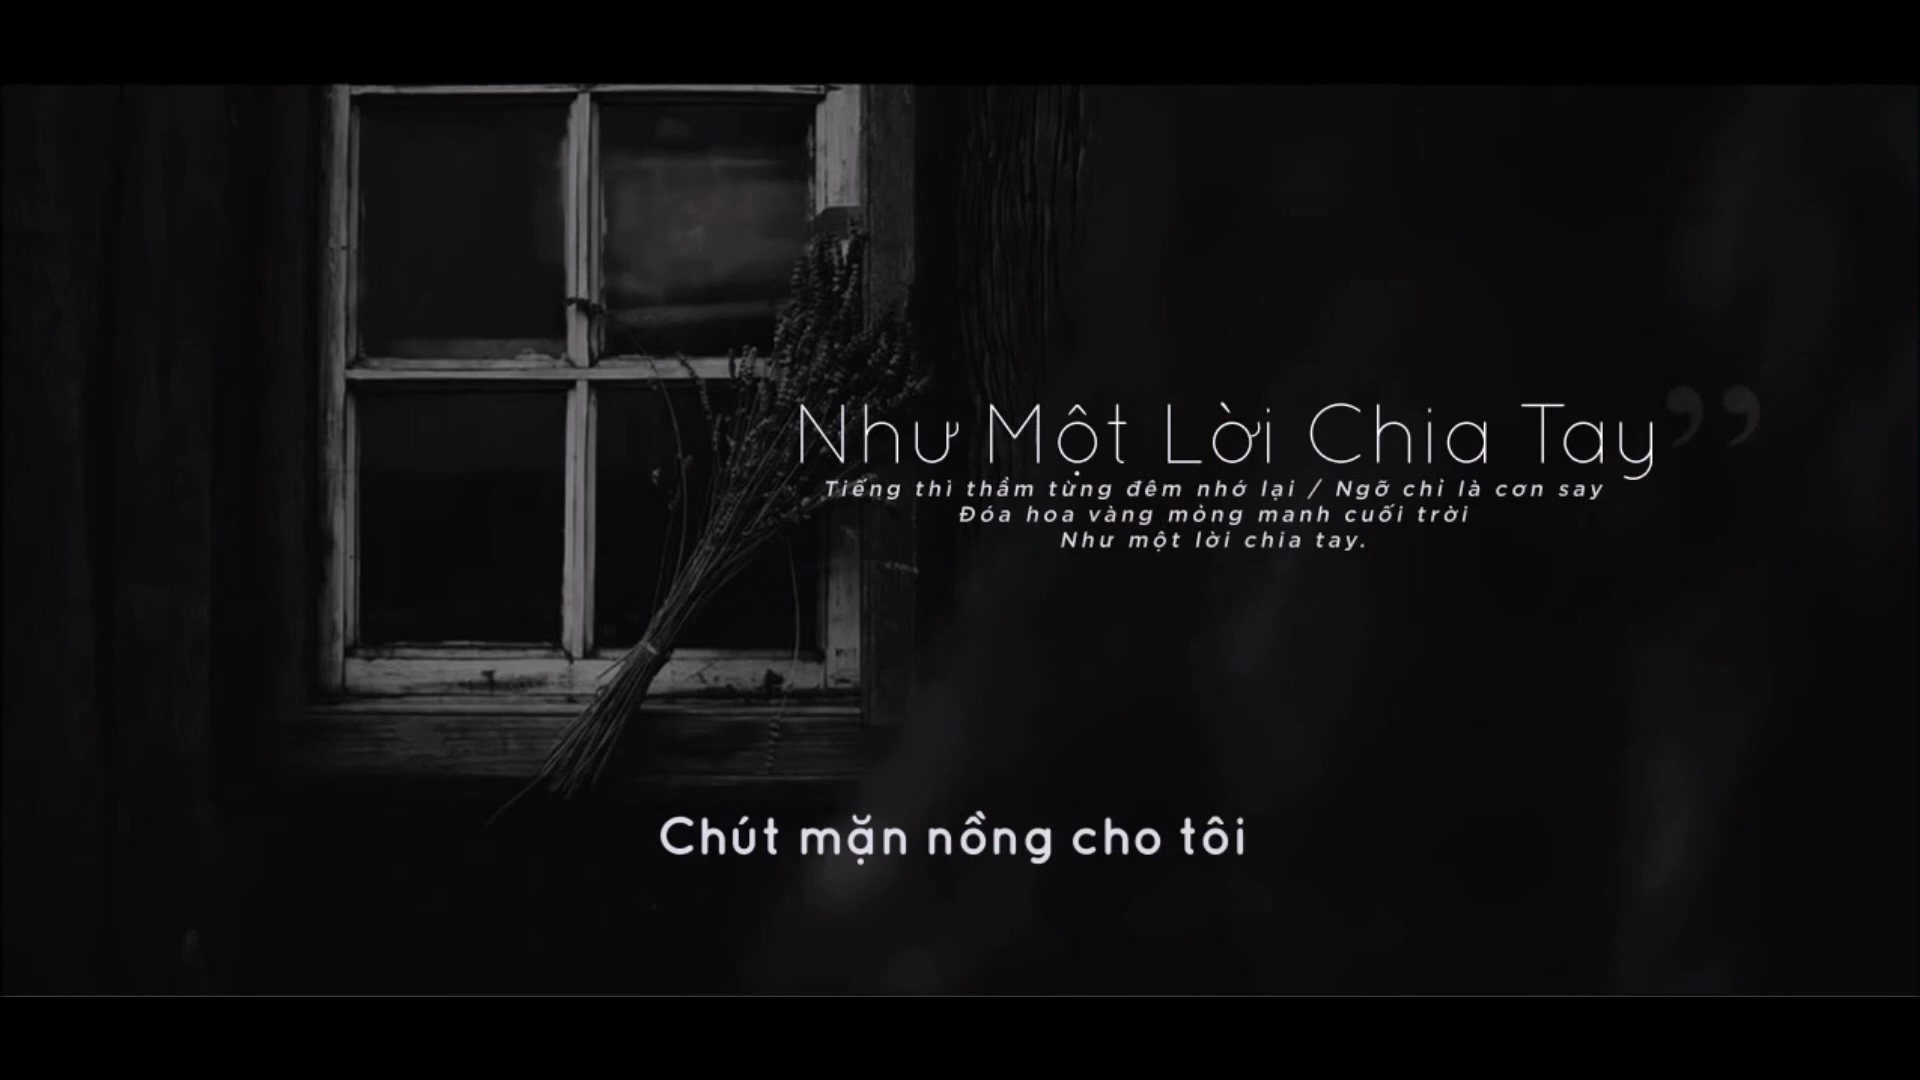 Như Một Lời Chia Tay”
Tiếng thì thầm từng đêm nhớ lại / Ngỡ chỉ là cơn say
Đóa hoa vàng mỏng manh cuối trời
Như một lời chia tay.
Chút mặn nồng cho tôi